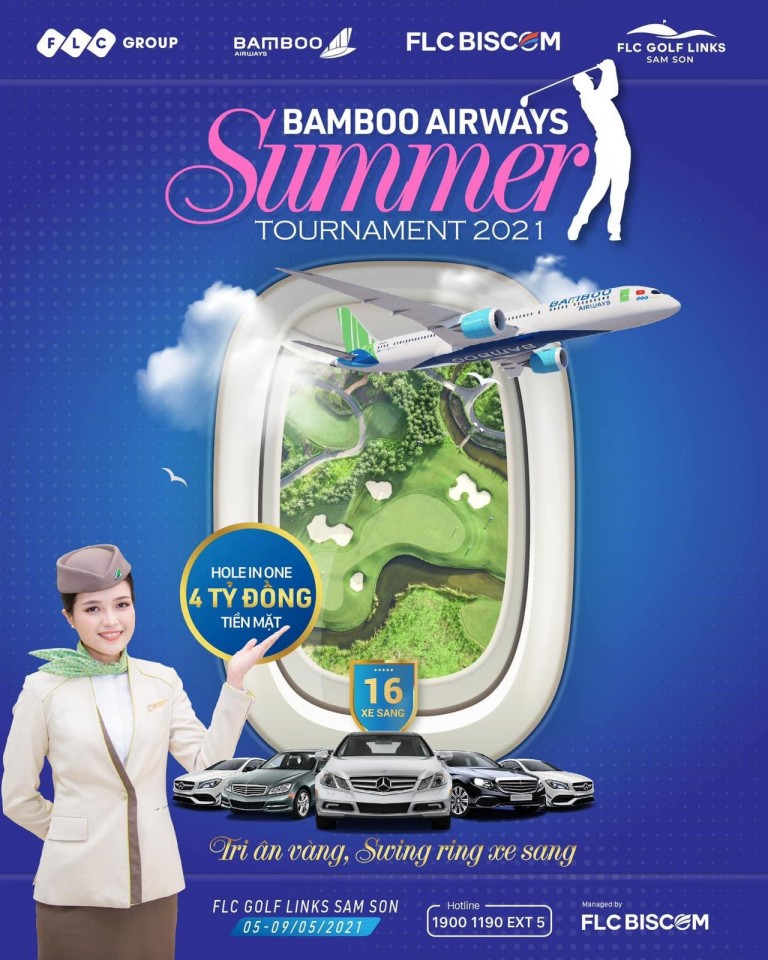 FLC GROUP
BAMBOO
AIRWAYS
FLC BISCOM
FLC GOLF LINKS
SAM SON
BAMBOO AIRWAYS
Summer
TOURNAMENT 2021
BAMBOO
AIRWAYS
BAMBOO
HOLE IN ONE
4 TỶ ĐỒNG
TIỀN MẶT
16
XE SANG
Tri ân vàng, Swing ring xe sang
FLC GOLF LINKS SAM SON
05-09/05/2021
Hotline
1900 1190 EXT 5
Managed by
FLC BISCOM